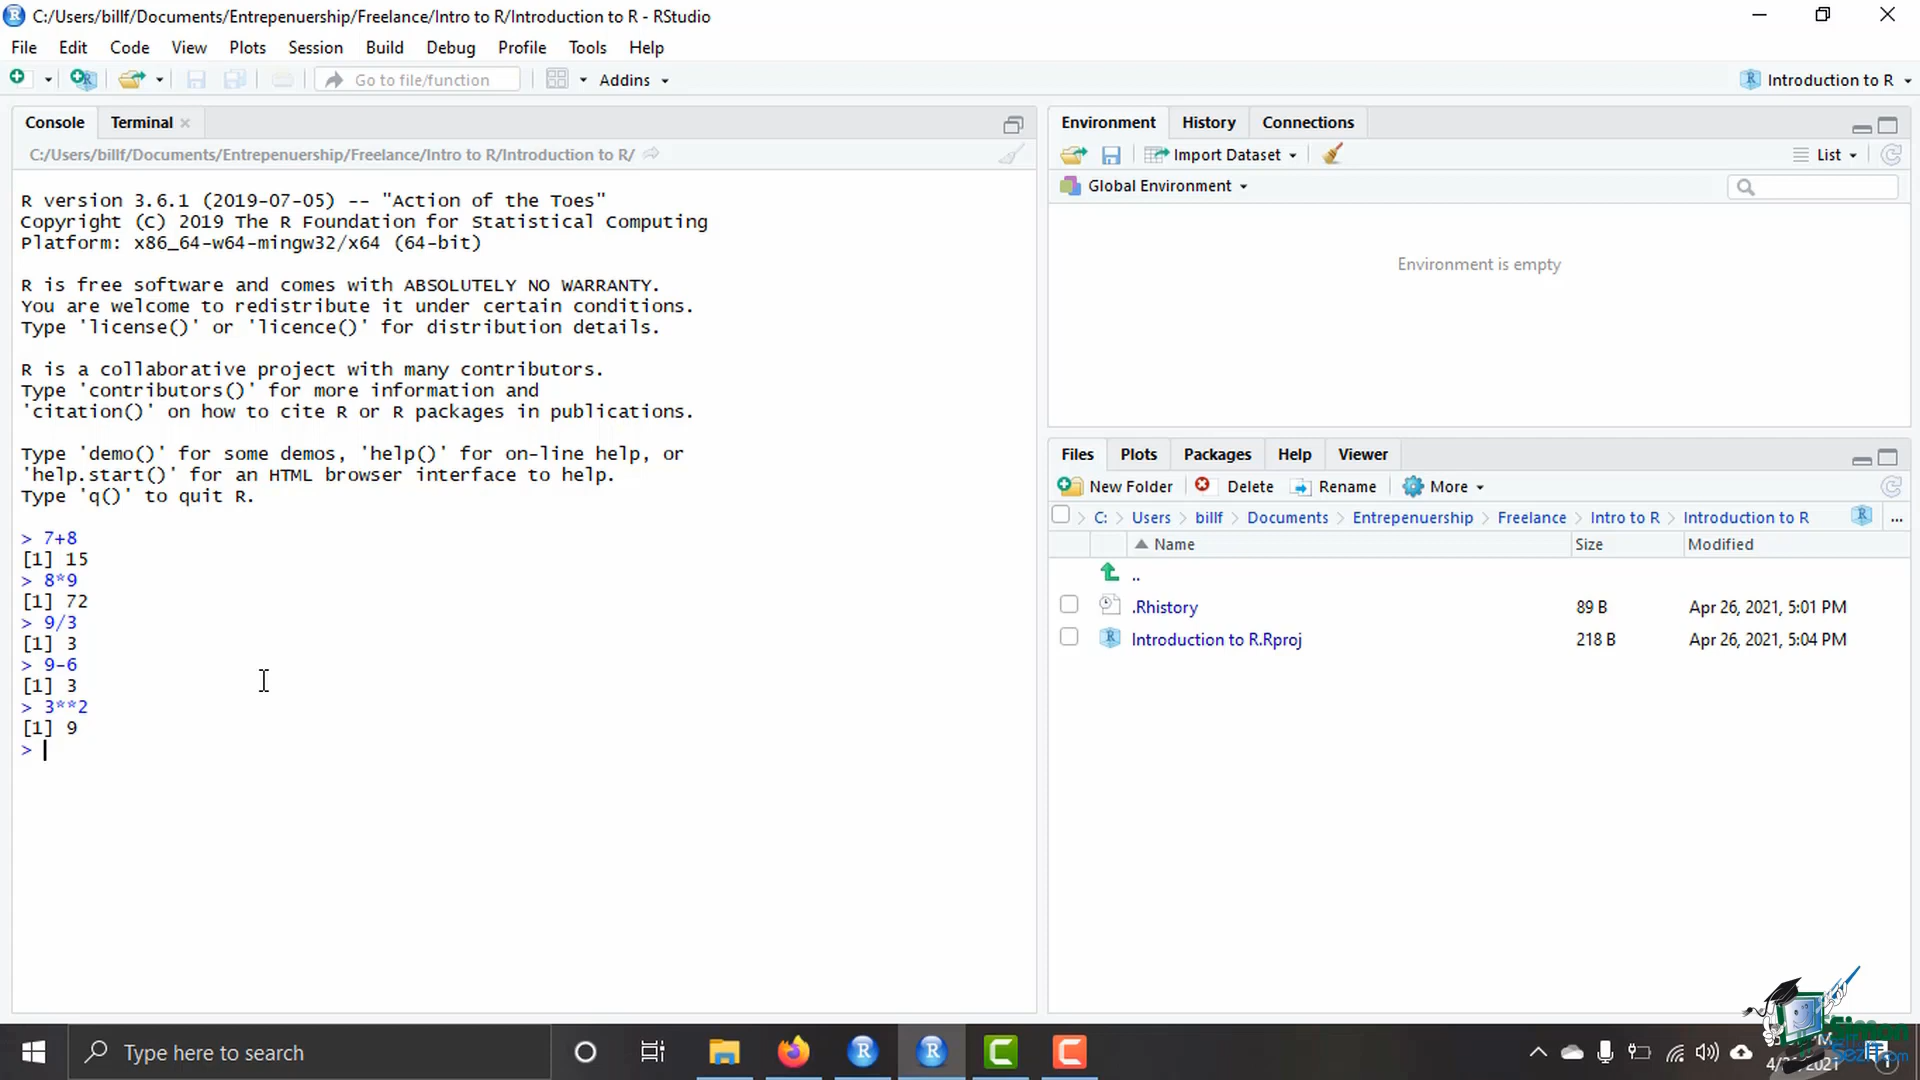 C:/Users/billf/Documents/Entrepenuership/Freelance/Intro to R/Introduction to R - RStudio
File Edit Code View Plots Session Build Debug Profile Tools Help
Go to file/function Addins Introduction to R
Console Terminal
C:/Users/billf/Documents/Entrepenuership/Freelance/Intro to R/Introduction to R/
R version 3.6.1 (2019-07-05) -- "Action of the Toes"
Copyright (C) 2019 The R Foundation for Statistical Computing
Platform: x86_64-w64-mingw32/x64 (64-bit)
R is free software and comes with ABSOLUTELY NO WARRANTY.
You are welcome to redistribute it under certain conditions.
Type 'license()' or 'licence()' for distribution details.
R is a collaborative project with many contributors.
Type 'contributors()' for more information and
'citation()' on how to cite R or R packages in publications.
Type 'demo()' for some demos, 'help()' for on-line help, or
'help.start()' for an HTML browser interface to help.
Type 'q()' to quit R.
> 7+8
[1] 15
> 8*9
[1] 72
> 9/3
[1] 3
> 9-6
[1] 3
> 3**2
[1] 9
>
Environment History Connections
Import Dataset List
Global Environment
Environment is empty
Files Plots Packages Help Viewer
New Folder Delete Rename More
C: Users billf Documents Entrepenuership Freelance Intro to R Introduction to R ...
Name Size Modified
..
.Rhistory 89 B Apr 26, 2021, 5:01 PM
Introduction to R.Rproj 218 B Apr 26, 2021, 5:04 PM
Type here to search
Simon
SezIT.com